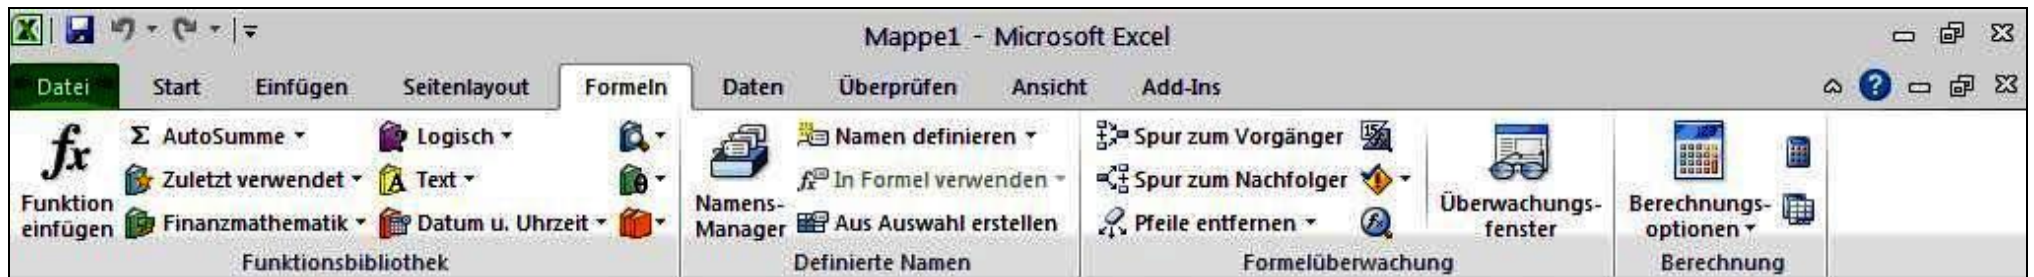 Mappe1 - Microsoft Excel
Datei Start Einfügen Seitenlayout Formeln Daten Überprüfen Ansicht Add-Ins
fx Funktion einfügen
Σ AutoSumme
Zuletzt verwendet
Finanzmathematik
Logisch
Text
Datum u. Uhrzeit
Funktionsbibliothek
Namens-
Manager
Namen definieren
In Formel verwenden
Aus Auswahl erstellen
Definierte Namen
Spur zum Vorgänger
Spur zum Nachfolger
Pfeile entfernen
Überwachungs-
fenster
Formelüberwachung
Berechnungs-
optionen
Berechnung